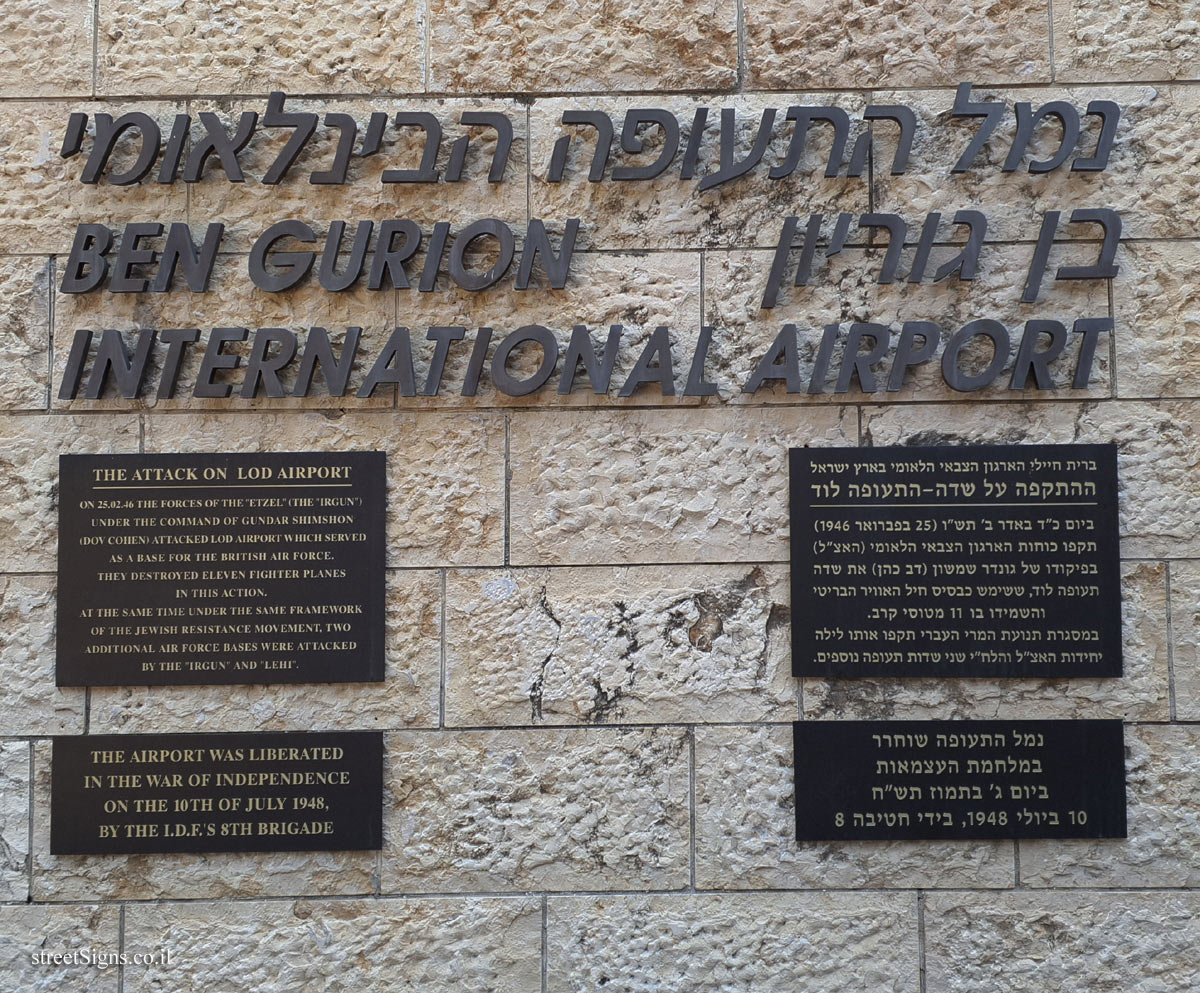 נמל התעופה הבינלאומי
בן גוריון
BEN GURION
INTERNATIONAL AIRPORT
THE ATTACK ON LOD AIRPORT
ON 25.02.46 THE FORCES OF THE "ETZEL" (THE "IRGUN")
UNDER THE COMMAND OF GUNDAR SHIMSHON
(DOV COHEN) ATTACKED LOD AIRPORT WHICH SERVED
AS A BASE FOR THE BRITISH AIR FORCE.
THEY DESTROYED ELEVEN FIGHTER PLANES
IN THIS ACTION.
AT THE SAME TIME UNDER THE SAME FRAMEWORK
OF THE JEWISH RESISTANCE MOVEMENT, TWO
ADDITIONAL AIR FORCE BASES WERE ATTACKED
BY THE "IRGUN" AND "LEHI".
ברית חיילי הארגון הצבאי הלאומי בארץ ישראל
ההתקפה על שדה-התעופה לוד
ביום כ"ד באדר ב' תש"ו (25 בפברואר 1946)
תקפו כוחות הארגון הצבאי הלאומי (האצ"ל)
בפיקודו של גונדר שמשון (דב כהן) את שדה
תעופה לוד, ששימש כבסיס חיל האוויר הבריטי
והשמידו בו 11 מטוסי קרב.
במסגרת תנועת המרי העברי תקפו אותו לילה
יחידות האצ"ל והלח"י שני שדות תעופה נוספים.
THE AIRPORT WAS LIBERATED
IN THE WAR OF INDEPENDENCE
ON THE 10TH OF JULY 1948,
BY THE I.D.F.'S 8TH BRIGADE
נמל התעופה שוחרר
במלחמת העצמאות
ביום ג' בתמוז תש"ח
10 ביולי 1948, בידי חטיבה 8
streetSigns.co.il